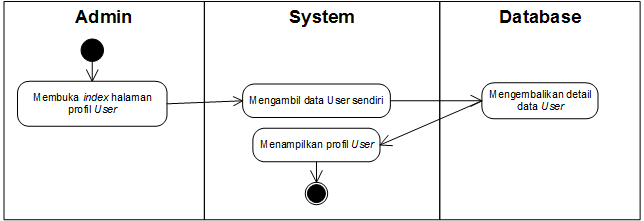 Admin
System
Database
Membuka index halaman
profil User
Mengambil data User sendiri
Mengembalikan detail
data User
Menampilkan profil User